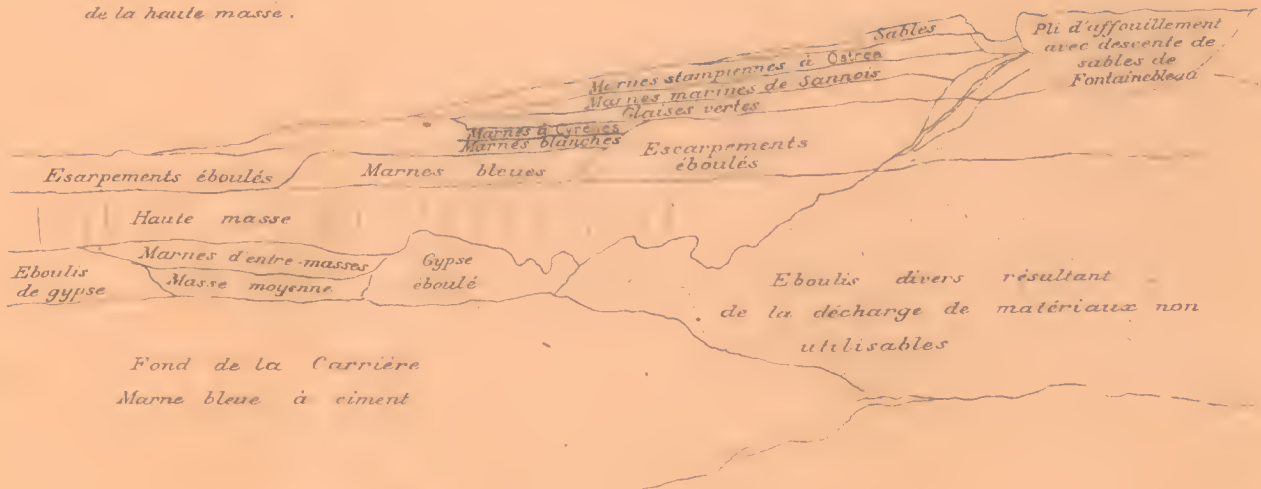 de la haute masse.
Sables
Pli d'affouillement
avec descente de
sables de
Fontainebleau
Marnes stampiennes à Ostrea
Marnes marines de Sannois
Glaises vertes
Marnes à Cyrènes
Marnes blanches
Escarpements
éboulés
Esarpements éboulés
Marnes bleues
Haute masse
Marnes d'entre-masses
Masse moyenne
Gypse
éboulé
Eboulis
de gypse
Eboulis divers résultant
de la décharge de matériaux non
utilisables
Fond de la Carrière
Marne bleue à ciment